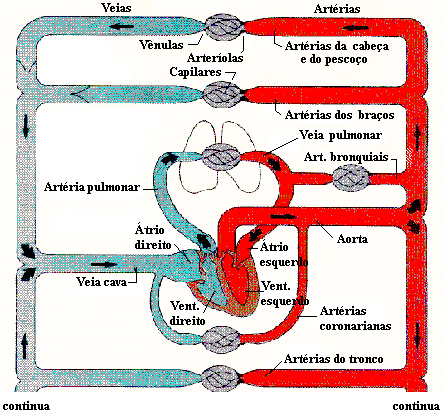 Veias
Artérias
Vênulas
Arteríolas
Capilares
Artérias da cabeça
e do pescoço
Artérias dos braços
Veia pulmonar
Art. bronquiais
Artéria pulmonar
Átrio
direito
Átrio
esquerdo
Aorta
Veia cava
Vent.
direito
Vent.
esquerdo
Artérias
coronarianas
Artérias do tronco
continua
continua